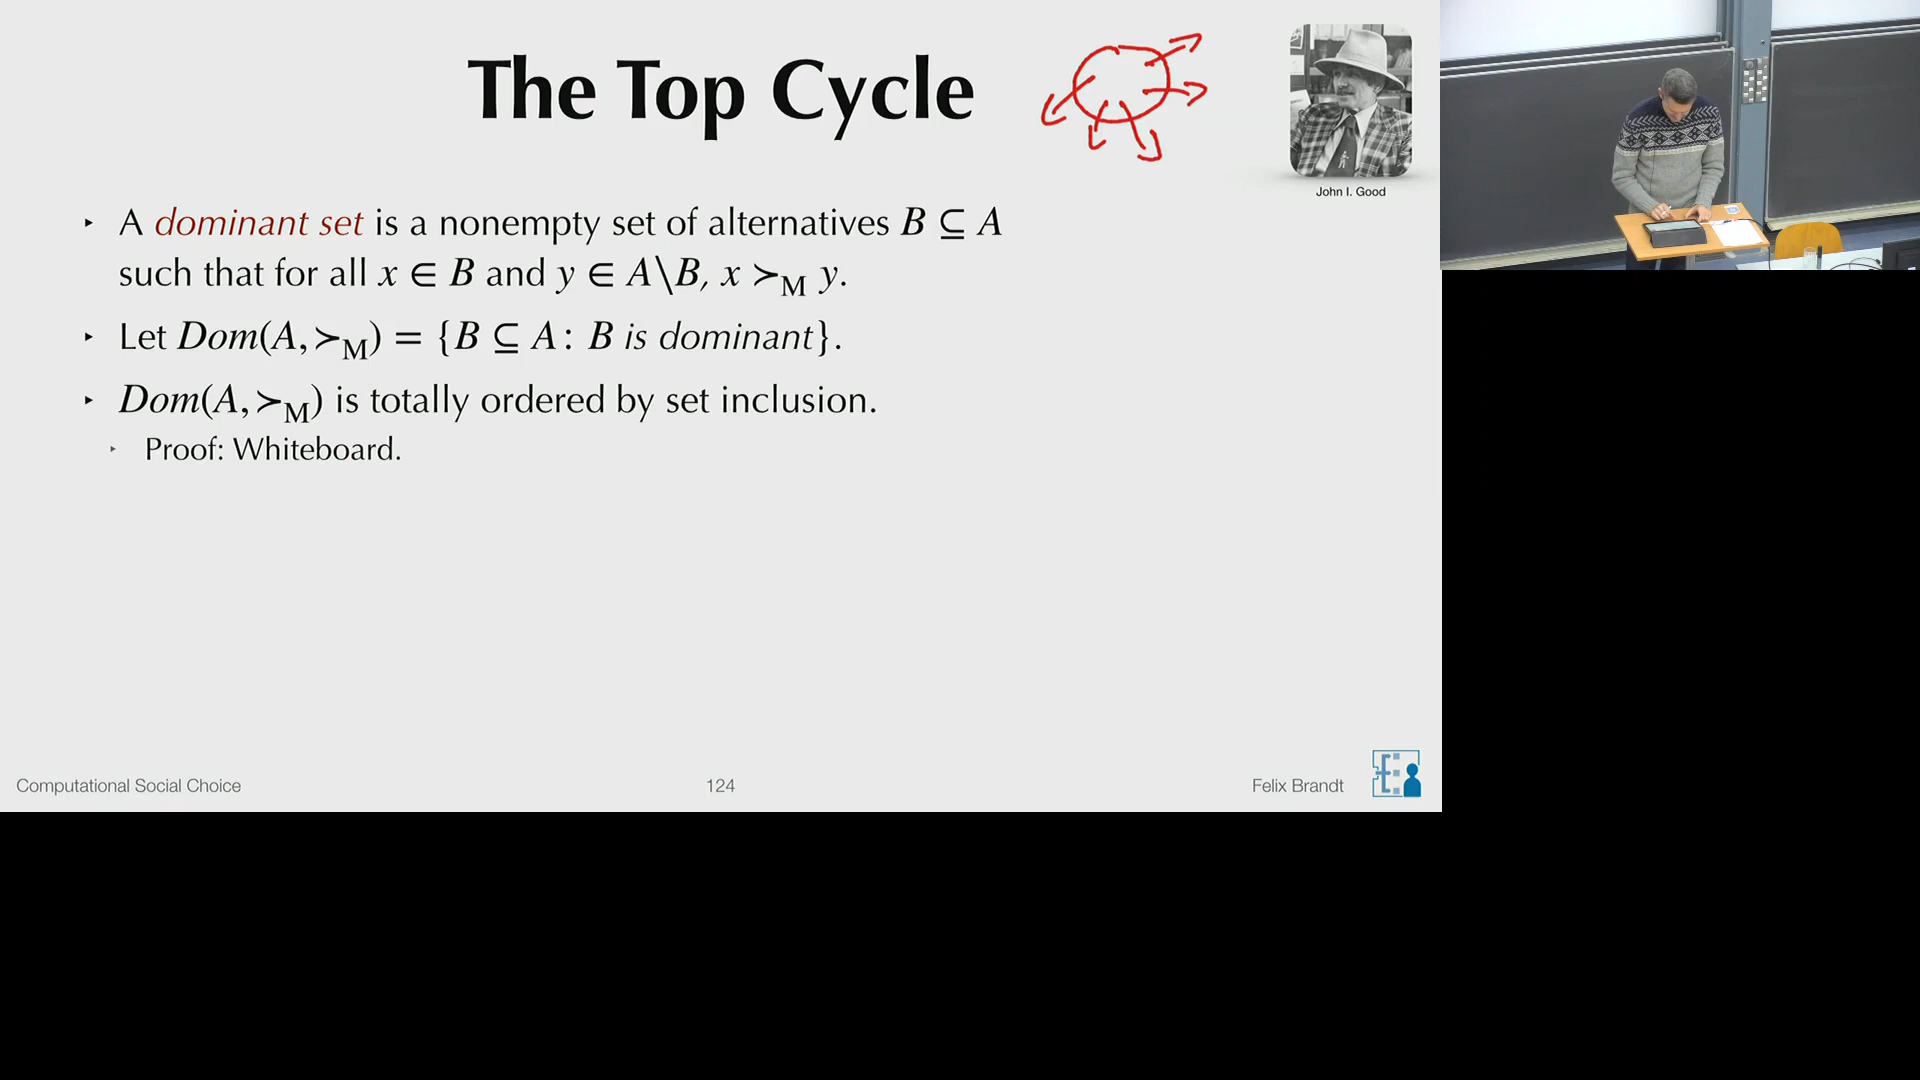 The Top Cycle
John I. Good
‣ A dominant set is a nonempty set of alternatives B ⊆ A
such that for all x ∈ B and y ∈ A\B, x ≻M y.
‣ Let Dom(A,≻M) = {B ⊆ A: B is dominant}.
‣ Dom(A,≻M) is totally ordered by set inclusion.
‣ Proof: Whiteboard.
Computational Social Choice
124
Felix Brandt